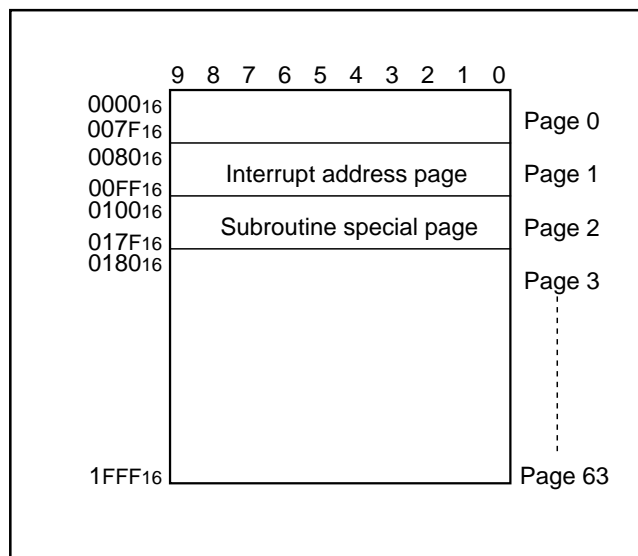 9 8 7 6 5 4 3 2 1 0
0000₁₆
007F₁₆
Page 0
0080₁₆
Interrupt address page
Page 1
00FF₁₆
0100₁₆
Subroutine special page
Page 2
017F₁₆
0180₁₆
Page 3
1FFF₁₆
Page 63